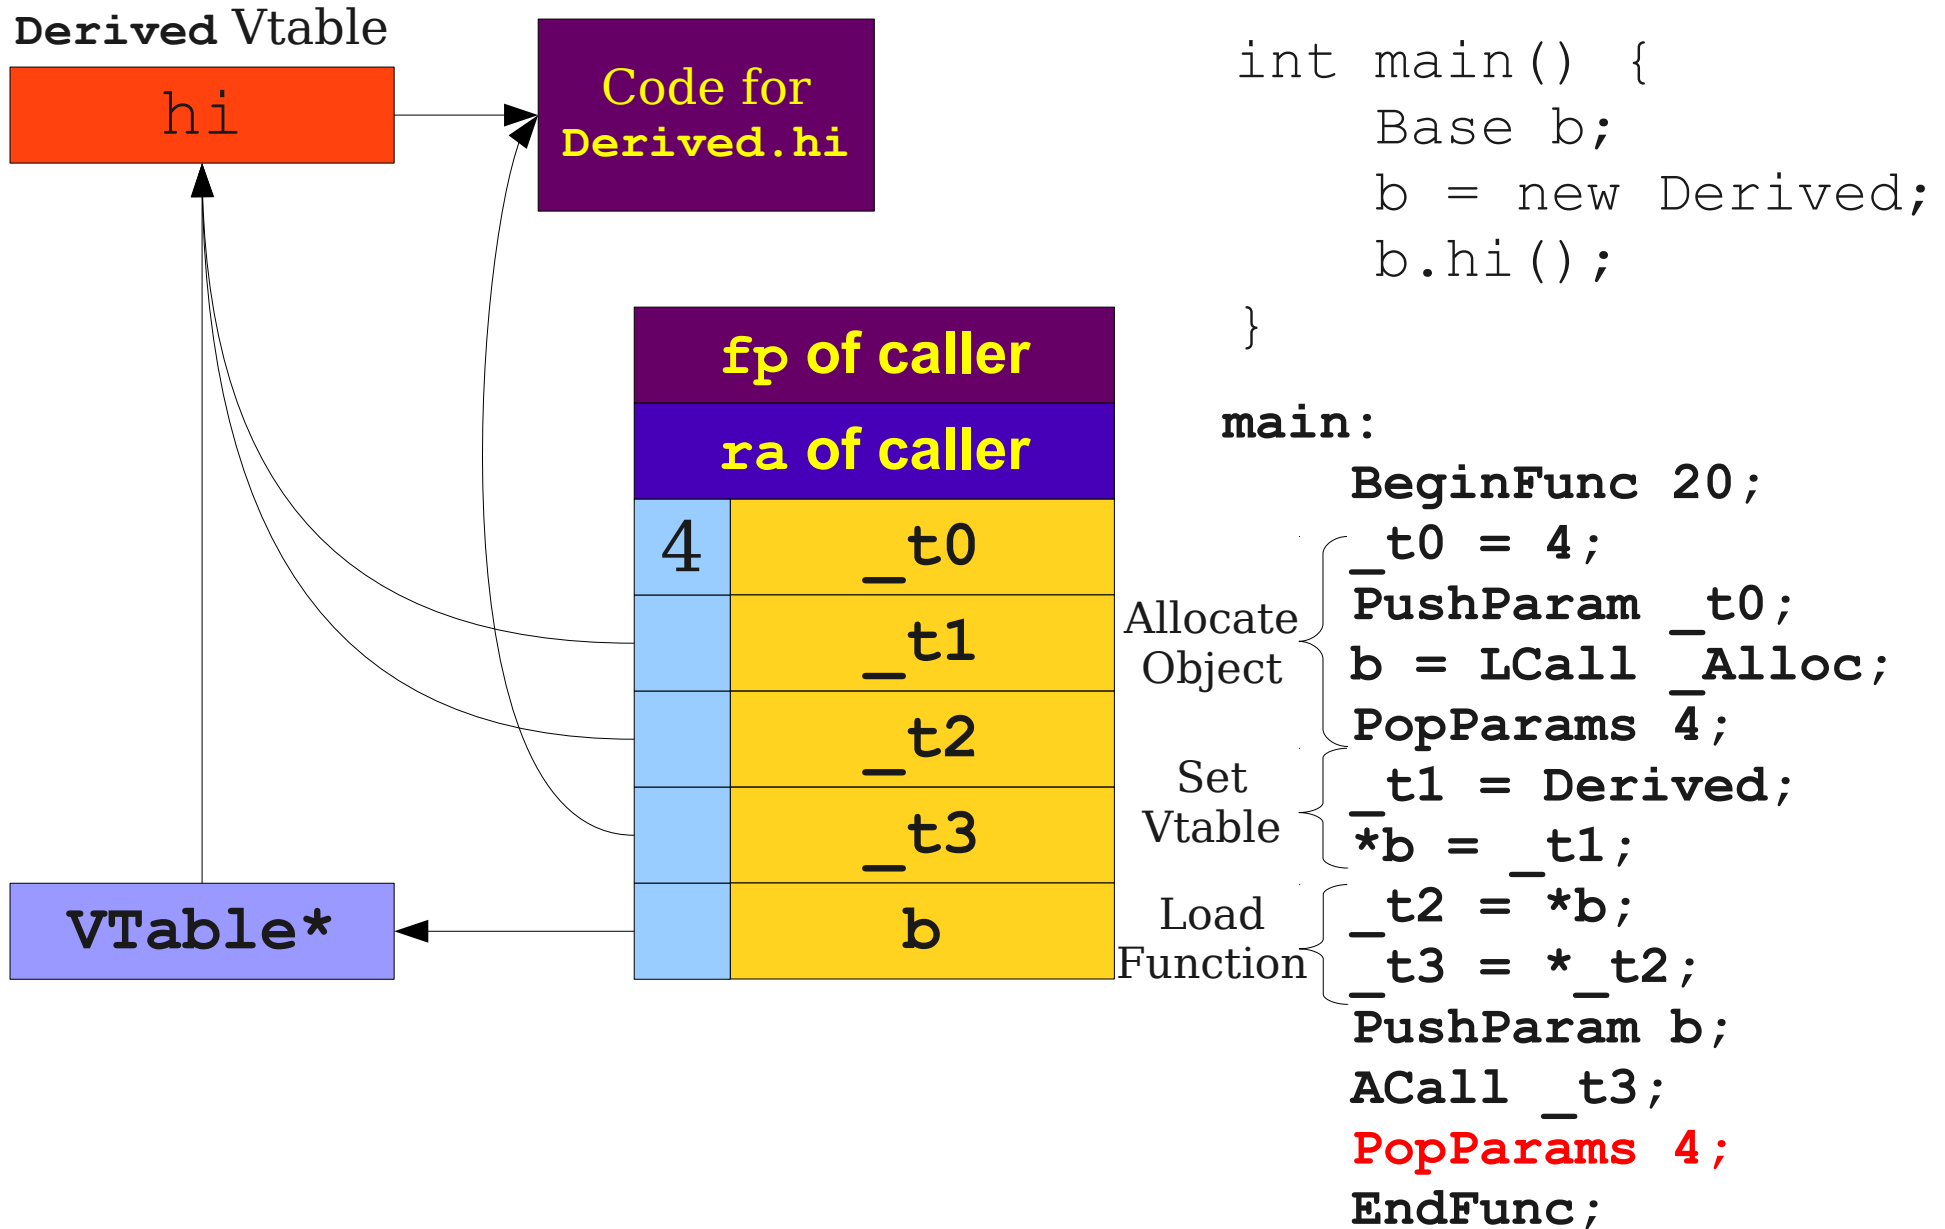 Derived Vtable
hi
Code for
Derived.hi
fp of caller
ra of caller
4 _t0
_t1
_t2
_t3
VTable*
b
int main() {
Base b;
b = new Derived;
b.hi();
}
main:
BeginFunc 20;
Allocate
Object
_t0 = 4;
PushParam _t0;
b = LCall _Alloc;
PopParams 4;
Set
Vtable
_t1 = Derived;
*b = _t1;
Load
Function
_t2 = *b;
_t3 = *_t2;
PushParam b;
ACall _t3;
PopParams 4;
EndFunc;